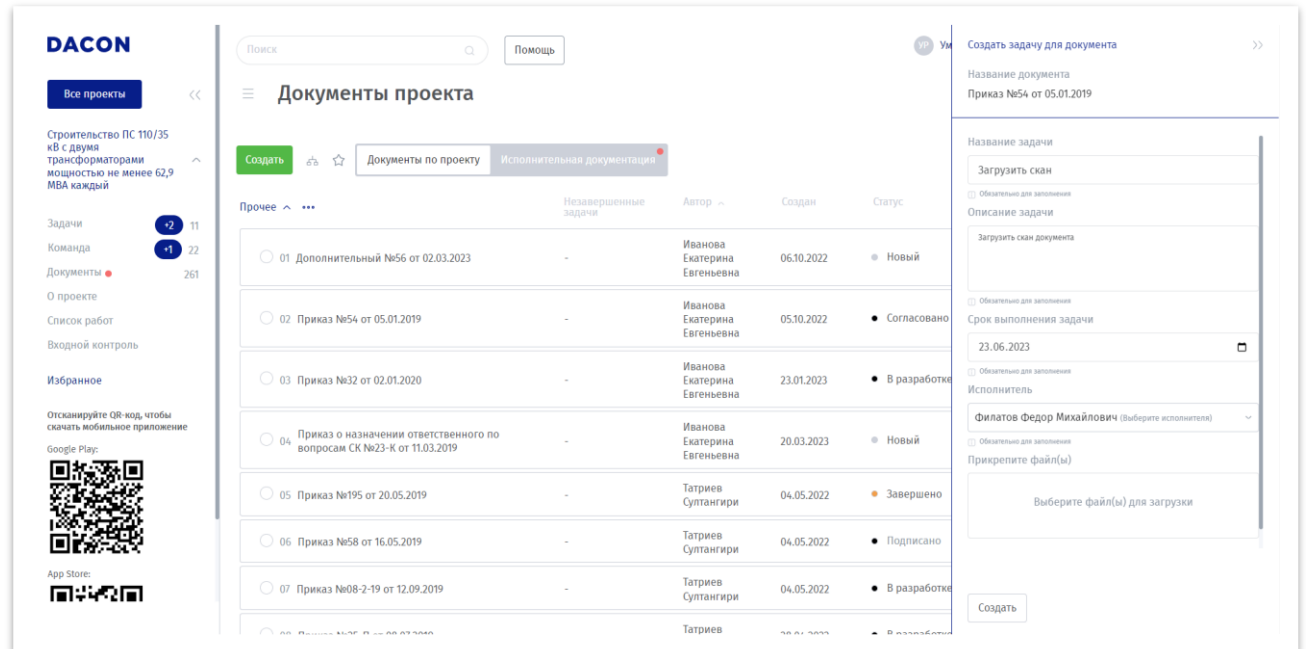 DACON
Поиск
Помощь
УР Ум
Все проекты
Документы проекта
Строительство ПС 110/35
кВ с двумя
трансформаторами
мощностью не менее 62,9
МВА каждый
Создать
Документы по проекту
Исполнительная документация
Задачи +2 11
Команда +1 22
Документы 261
О проекте
Список работ
Входной контроль
Избранное
Отсканируйте QR-код, чтобы
скачать мобильное приложение
Google Play:
App Store:
Прочее
Незавершенные
задачи
Автор
Создан
Статус
01 Дополнительный №56 от 02.03.2023
-
Иванова
Екатерина
Евгеньевна
06.10.2022
Новый
02 Приказ №54 от 05.01.2019
-
Иванова
Екатерина
Евгеньевна
05.10.2022
Согласовано
03 Приказ №32 от 02.01.2020
-
Иванова
Екатерина
Евгеньевна
23.01.2023
В разработке
04 Приказ о назначении ответственного по
вопросам СК №23-К от 11.03.2019
-
Иванова
Екатерина
Евгеньевна
20.03.2023
Новый
05 Приказ №195 от 20.05.2019
-
Татриев
Султангири
04.05.2022
Завершено
06 Приказ №58 от 16.05.2019
-
Татриев
Султангири
04.05.2022
Подписано
07 Приказ №08-2-19 от 12.09.2019
-
Татриев
Султангири
04.05.2022
В разработке
Татриев
Создать задачу для документа
Название документа
Приказ №54 от 05.01.2019
Название задачи
Загрузить скан
Обязательно для заполнения
Описание задачи
Загрузить скан документа
Обязательно для заполнения
Срок выполнения задачи
23.06.2023
Обязательно для заполнения
Исполнитель
Филатов Федор Михайлович (Выберите исполнителя)
Обязательно для заполнения
Прикрепите файл(ы)
Выберите файл(ы) для загрузки
Создать